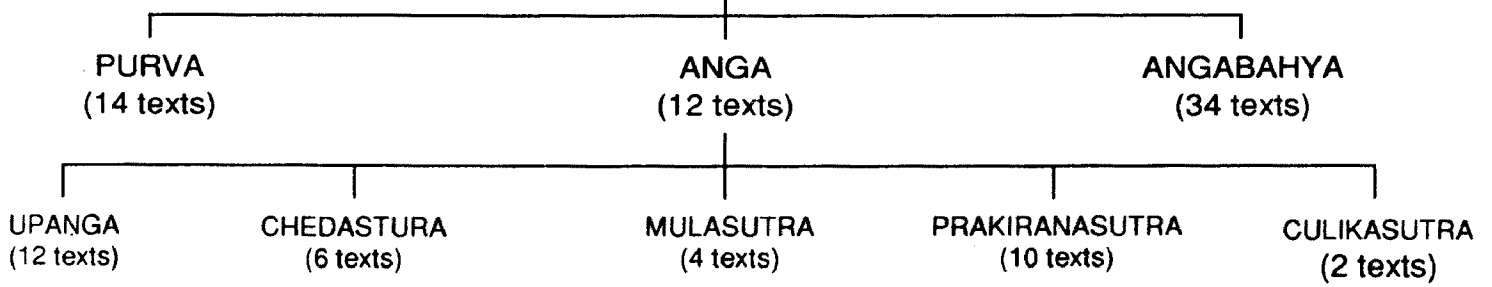 PURVA
(14 texts)
ANGA
(12 texts)
ANGABAHYA
(34 texts)
UPANGA
(12 texts)
CHEDASTURA
(6 texts)
MULASUTRA
(4 texts)
PRAKIRANASUTRA
(10 texts)
CULIKASUTRA
(2 texts)